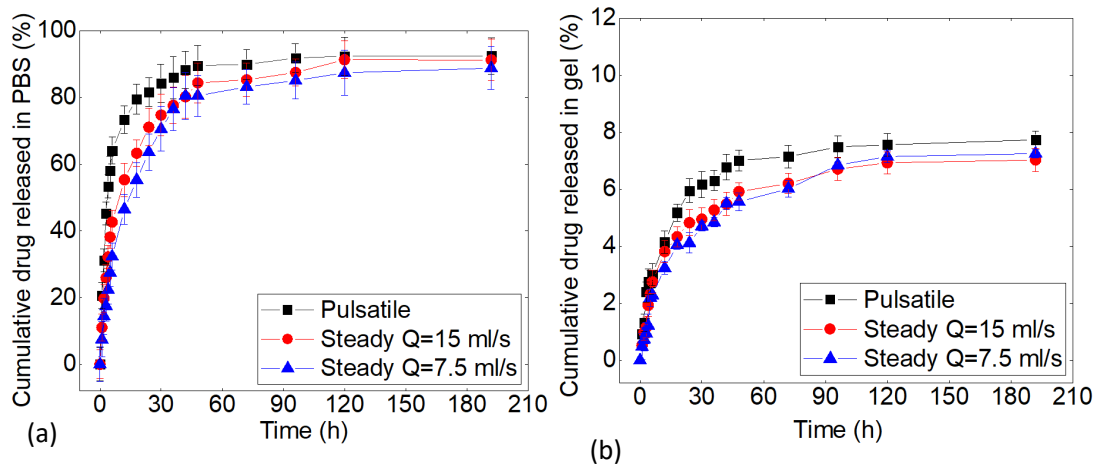 Cumulative drug released in PBS (%)
100
80
60
40
20
0
Pulsatile
Steady Q=15 ml/s
Steady Q=7.5 ml/s
0 30 60 90 120 150 180 210
Time (h)
(a)
Cumulative drug released in gel (%)
12
10
8
6
4
2
0
Pulsatile
Steady Q=15 ml/s
Steady Q=7.5 ml/s
0 30 60 90 120 150 180 210
Time (h)
(b)